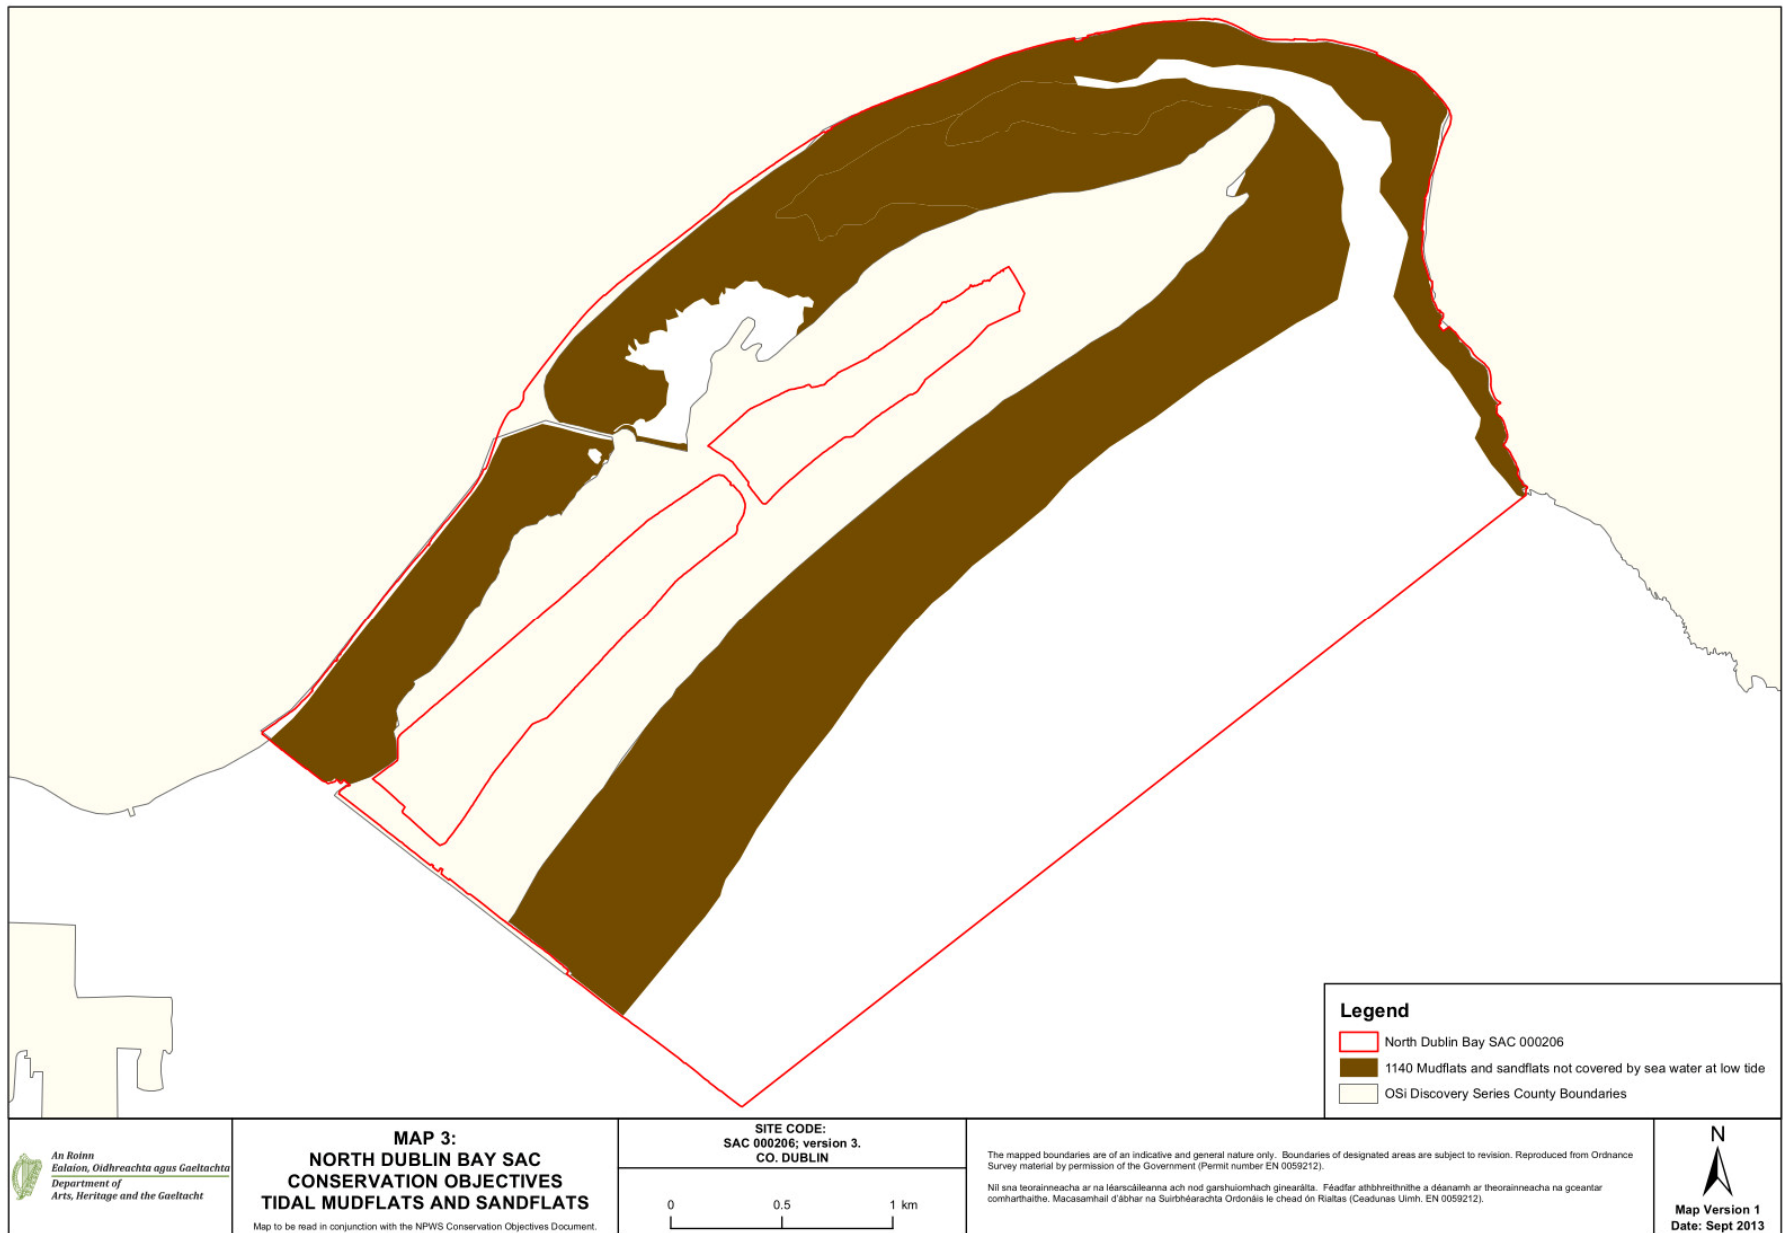 Legend
North Dublin Bay SAC 000206
1140 Mudflats and sandflats not covered by sea water at low tide
OSi Discovery Series County Boundaries
An Roinn
Ealaíon, Oidhreachta agus Gaeltachta
Department of
Arts, Heritage and the Gaeltacht
MAP 3:
NORTH DUBLIN BAY SAC
CONSERVATION OBJECTIVES
TIDAL MUDFLATS AND SANDFLATS
Map to be read in conjunction with the NPWS Conservation Objectives Document.
SITE CODE:
SAC 000206; version 3.
CO. DUBLIN
0 0.5 1 km
The mapped boundaries are of an indicative and general nature only. Boundaries of designated areas are subject to revision. Reproduced from Ordnance
Survey material by permission of the Government (Permit number EN 0059212).
Níl sna teorainneacha ar na léarscáileanna ach nod garshuiomhach ginearálta. Féadfar athbhreithnithe a déanamh ar theorainneacha na gceantar
comharthaithe. Macasamhail d'ábhar na Suirbhéarachta Ordonáis le chead ón Rialtas (Ceadunas Uimh. EN 0059212).
N
Map Version 1
Date: Sept 2013